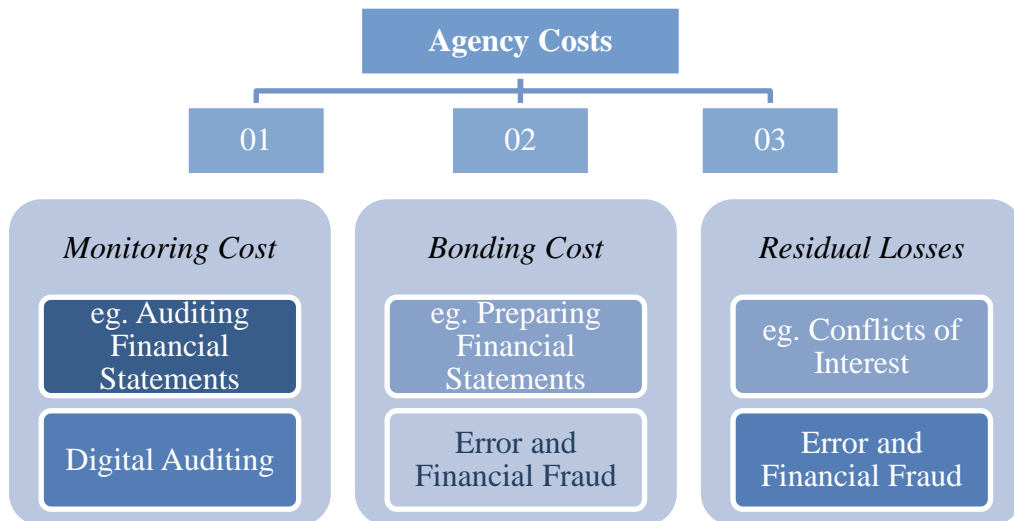 Agency Costs
01
02
03
Monitoring Cost
eg. Auditing
Financial
Statements
Digital Auditing
Bonding Cost
eg. Preparing
Financial
Statements
Error and
Financial Fraud
Residual Losses
eg. Conflicts of
Interest
Error and
Financial Fraud